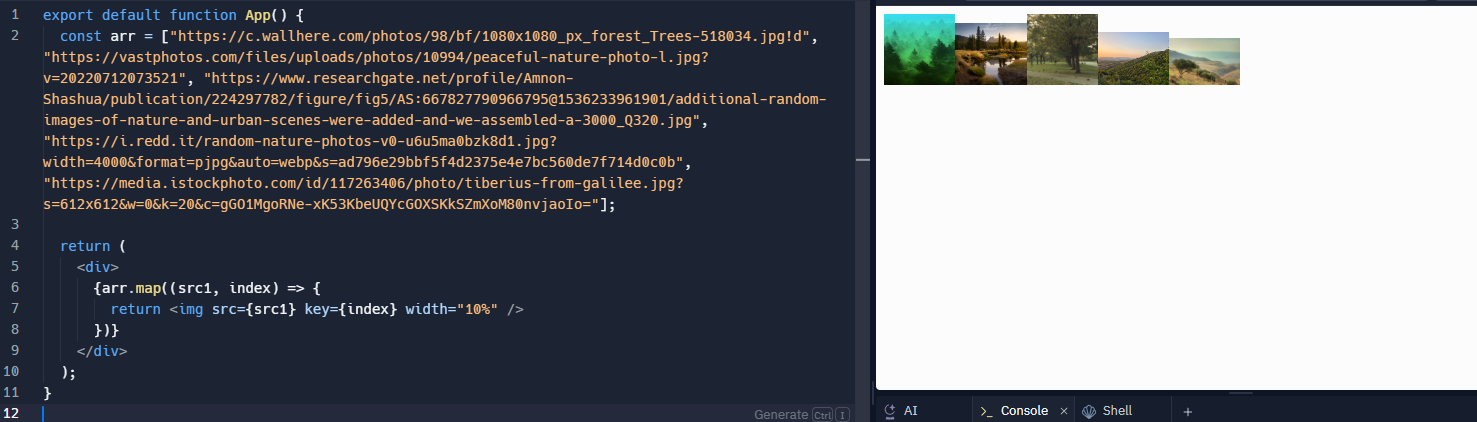 1 export default function App() {
2 const arr = ["https://c.wallhere.com/photos/98/bf/1080x1080_px_forest_Trees-518034.jpg!d",
"https://vastphotos.com/files/uploads/photos/10994/peaceful-nature-photo-l.jpg?
v=20220712073521", "https://www.researchgate.net/profile/Amnon-
Shashua/publication/224297782/figure/fig5/AS:667827790966795@1536233961901/additional-random-
images-of-nature-and-urban-scenes-were-added-and-we-assembled-a-3000_Q320.jpg",
"https://i.redd.it/random-nature-photos-v0-u6u5ma0bzk8d1.jpg?
width=4000&format=pjpg&auto=webp&s=ad796e29bbf5f4d2375e4e7bc560de7f714d0c0b",
"https://media.istockphoto.com/id/117263406/photo/tiberius-from-galilee.jpg?
s=612x612&w=0&k=20&c=gGO1MgoRNe-xK53KbeUQYcGOXSKkSZmXoM80nvjaoIo="];
3
4 return (
5 <div>
6 {arr.map((src1, index) => {
7 return <img src={src1} key={index} width="10%" />
8 })}
9 </div>
10 );
11 }
12
Generate Ctrl I
AI
Console ×
Shell
+